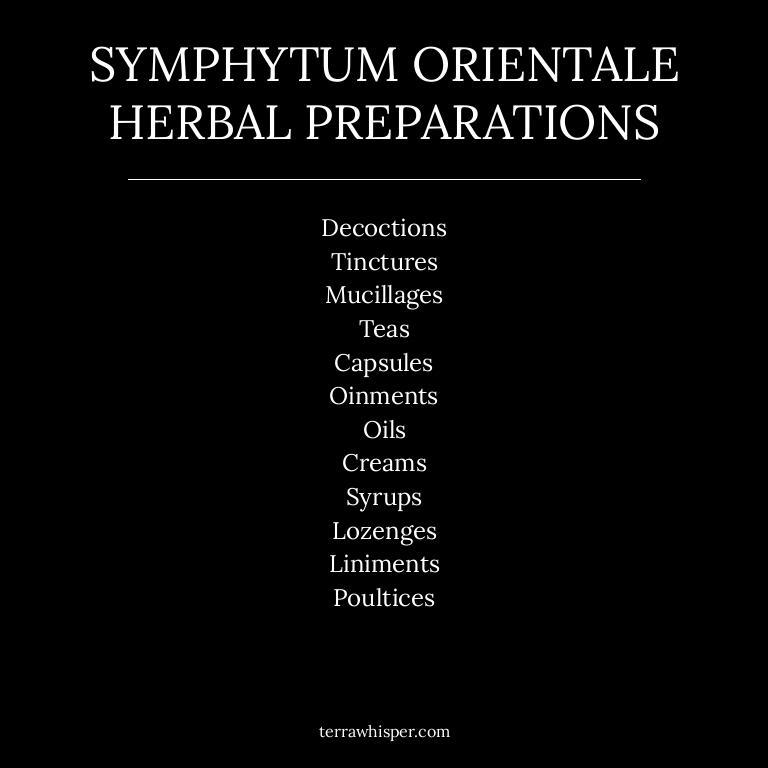 SYMPHYTUM ORIENTALE
HERBAL PREPARATIONS
Decoctions
Tinctures
Mucillages
Teas
Capsules
Oinments
Oils
Creams
Syrups
Lozenges
Liniments
Poultices
terrawhisper.com